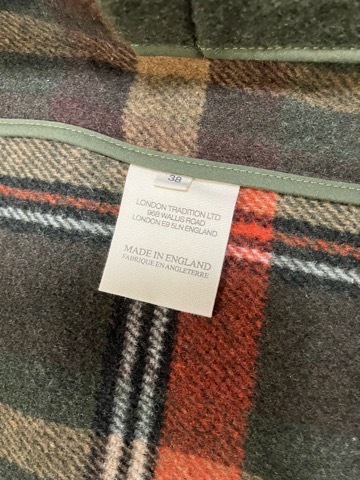 38
LONDON TRADITION LTD
96B WALLIS ROAD
LONDON E9 5LN ENGLAND
MADE IN ENGLAND
FABRIQUE EN ANGLETERRE